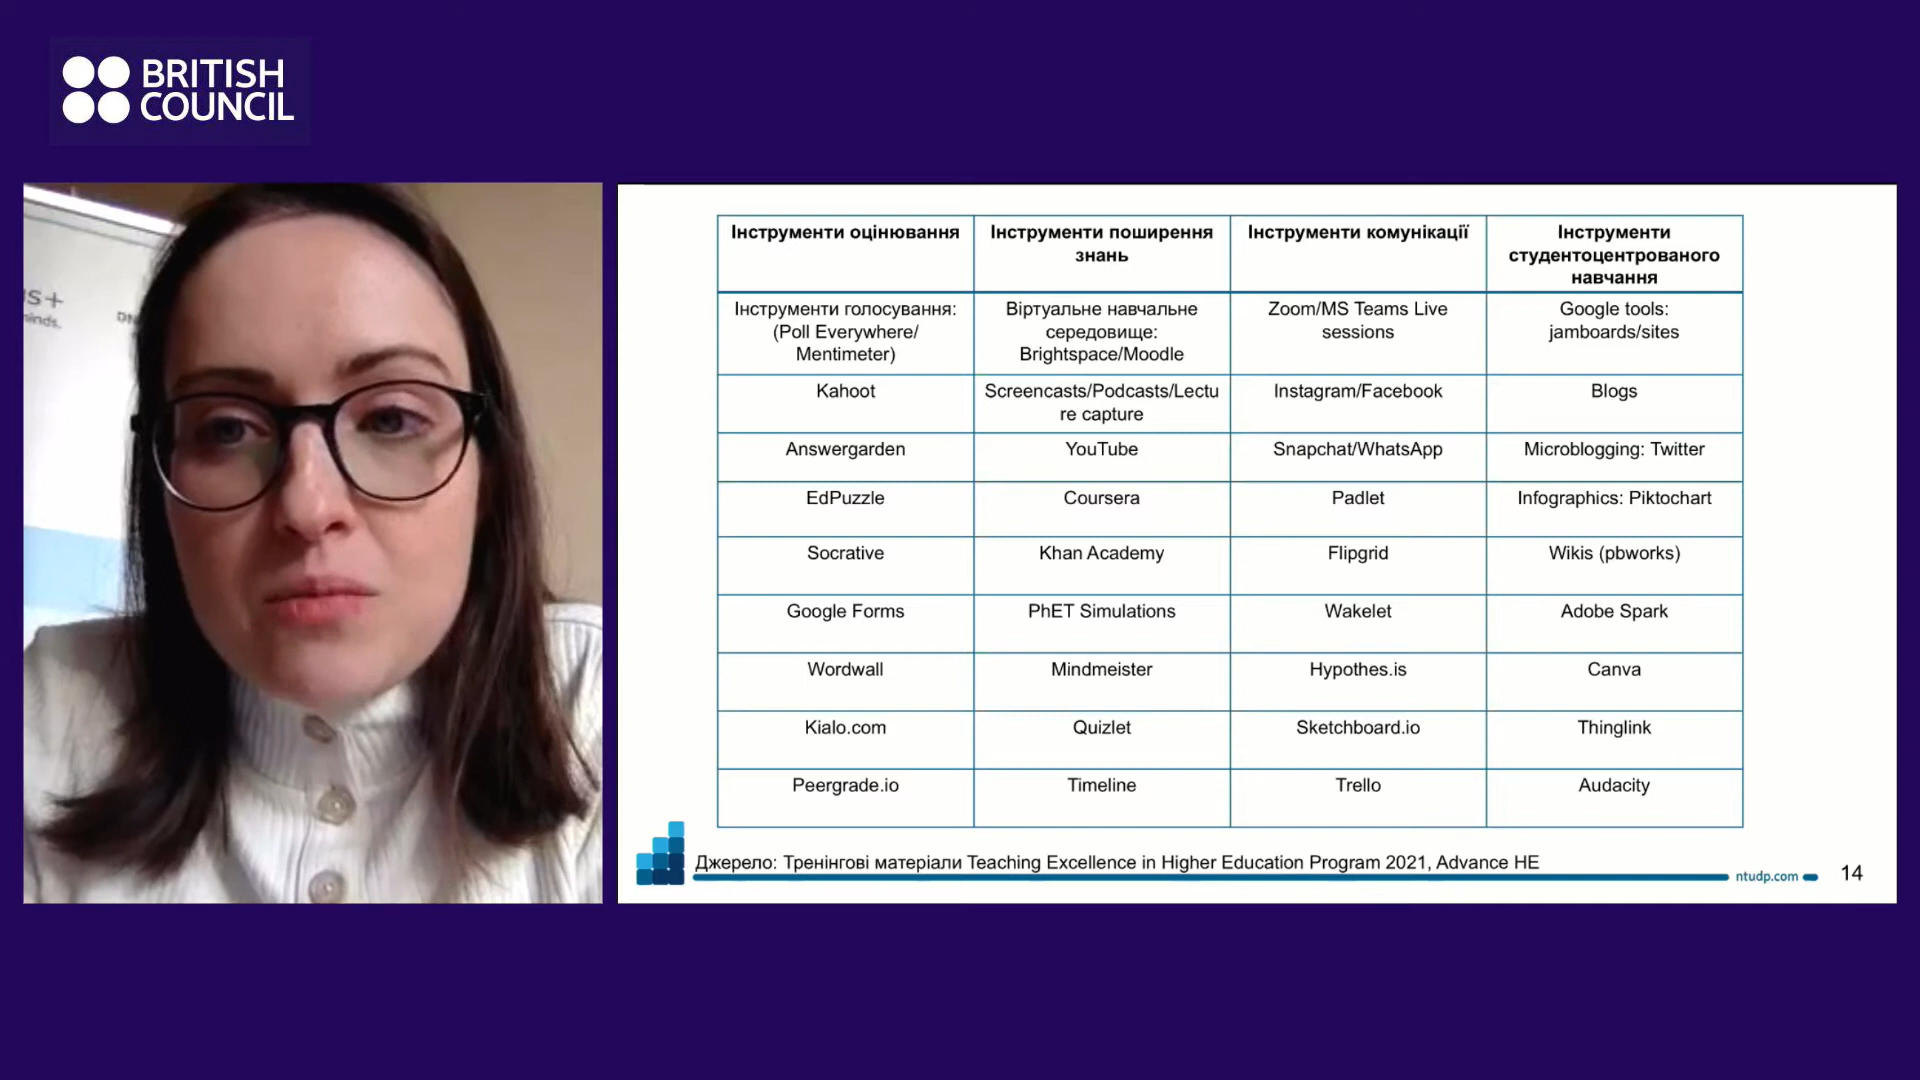 BRITISH
COUNCIL
Інструменти оцінювання
Інструменти поширення
знань
Інструменти комунікації
Інструменти
студентоцентрованого
навчання
Інструменти голосування:
(Poll Everywhere/
Mentimeter)
Віртуальне навчальне
середовище:
Brightspace/Moodle
Zoom/MS Teams Live
sessions
Google tools:
jamboards/sites
Kahoot
Screencasts/Podcasts/Lectu
re capture
Instagram/Facebook
Blogs
Answergarden
YouTube
Snapchat/WhatsApp
Microblogging: Twitter
EdPuzzle
Coursera
Padlet
Infographics: Piktochart
Socrative
Khan Academy
Flipgrid
Wikis (pbworks)
Google Forms
PhET Simulations
Wakelet
Adobe Spark
Wordwall
Mindmeister
Hypothes.is
Canva
Kialo.com
Quizlet
Sketchboard.io
Thinglink
Peergrade.io
Timeline
Trello
Audacity
Джерело: Тренінгові матеріали Teaching Excellence in Higher Education Program 2021, Advance HE
ntudp.com
14